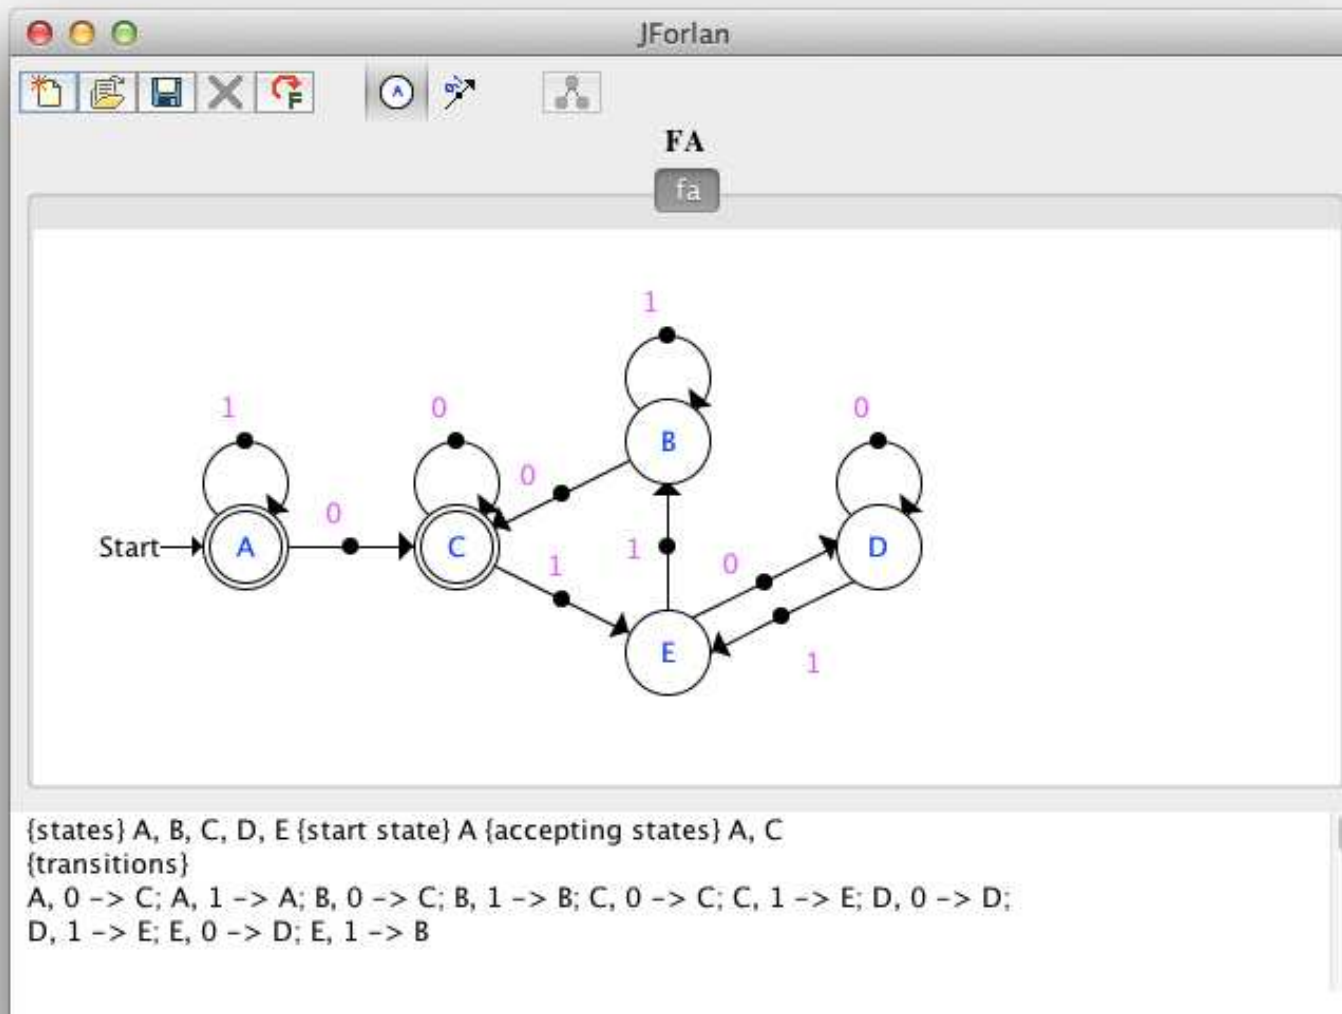 JForlan
A
F
FA
fa
1
1
0
0
B
0
0
Start
A
C
1
1
0
D
E
1
{states} A, B, C, D, E {start state} A {accepting states} A, C
{transitions}
A, 0 -> C; A, 1 -> A; B, 0 -> C; B, 1 -> B; C, 0 -> C; C, 1 -> E; D, 0 -> D;
D, 1 -> E; E, 0 -> D; E, 1 -> B